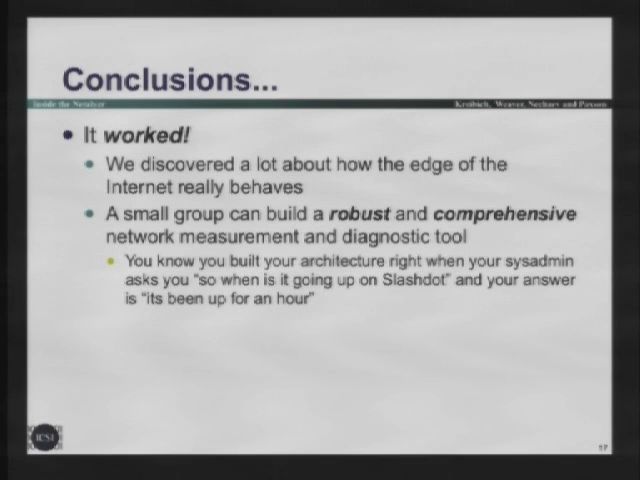 Conclusions...
Inside the Netalyzr
Kreibich, Weaver, Nechaev and Paxson
It worked!
We discovered a lot about how the edge of the
Internet really behaves
A small group can build a robust and comprehensive
network measurement and diagnostic tool
You know you built your architecture right when your sysadmin
asks you “so when is it going up on Slashdot” and your answer
is “its been up for an hour”
ICSI